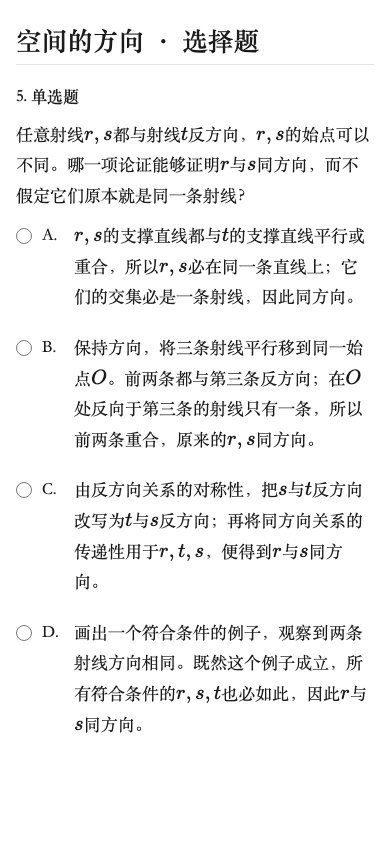 空间的方向 · 选择题
5. 单选题
任意射线r, s都与射线t反方向，r, s的始点可以
不同。哪一项论证能够证明r与s同方向，而不
假定它们原本就是同一条射线？
A. r, s的支撑直线都与t的支撑直线平行或
重合，所以r, s必在同一条直线上；它
们的交集必是一条射线，因此同方向。
B. 保持方向，将三条射线平行移到同一始
点O。前两条都与第三条反方向；在O
处反向于第三条的射线只有一条，所以
前两条重合，原来的r, s同方向。
C. 由反方向关系的对称性，把s与t反方向
改写为t与s反方向；再将同方向关系的
传递性用于r, t, s，便得到r与s同方
向。
D. 画出一个符合条件的例子，观察到两条
射线方向相同。既然这个例子成立，所
有符合条件的r, s, t也必如此，因此r与
s同方向。